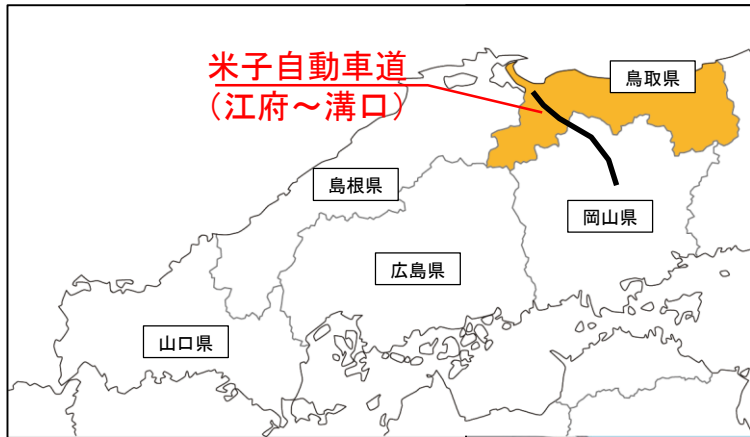 米子自動車道
（江府～溝口）
鳥取県
島根県
岡山県
広島県
山口県